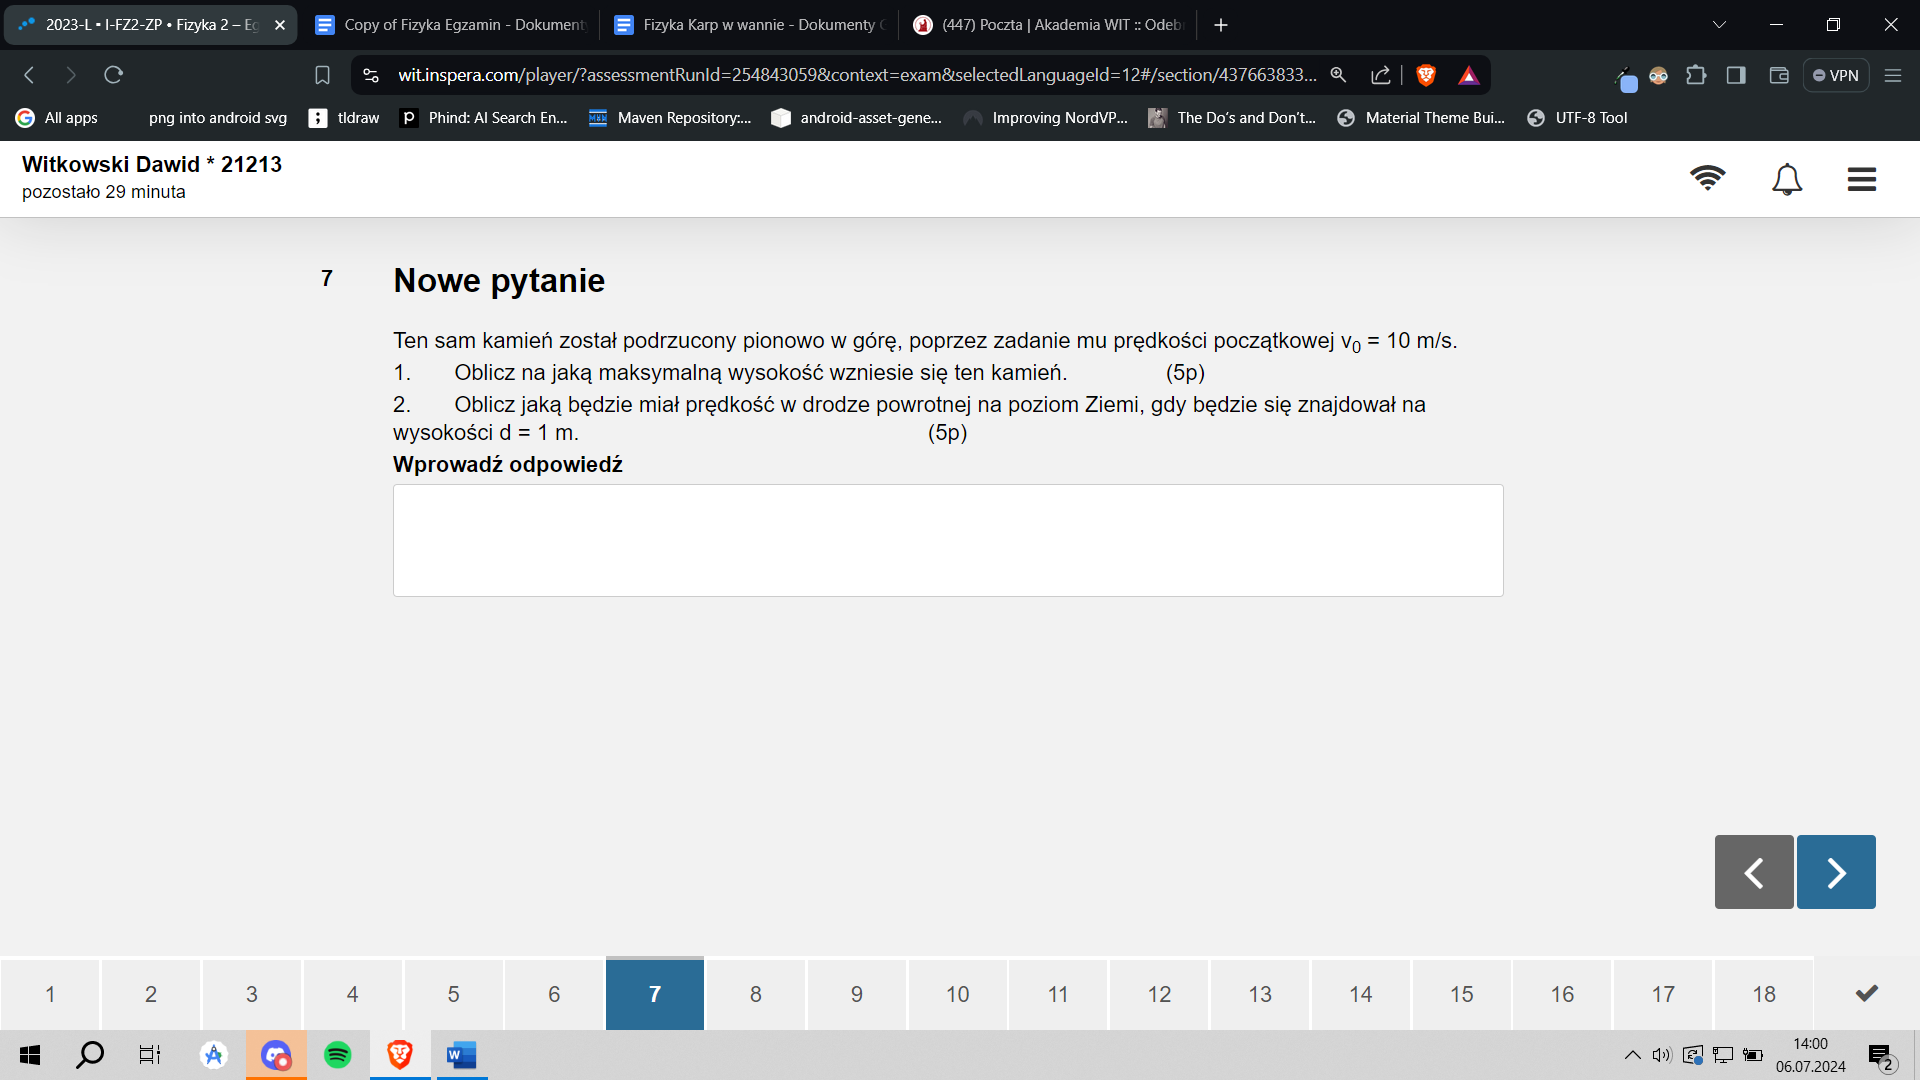 2023-L • I-FZ2-ZP • Fizyka 2 – Eg
Copy of Fizyka Egzamin - Dokument
Fizyka Karp w wannie - Dokumenty G
(447) Poczta | Akademia WIT :: Odeb
wit.inspera.com/player/?assessmentRunId=254843059&context=exam&selectedLanguageId=12#/section/437663833...
VPN
All apps
png into android svg
tldraw
Phind: AI Search En...
Maven Repository:...
android-asset-gene...
Improving NordVP...
The Do's and Don't...
Material Theme Bui...
UTF-8 Tool
Witkowski Dawid * 21213
pozostało 29 minuta
7 Nowe pytanie
Ten sam kamień został podrzucony pionowo w górę, poprzez zadanie mu prędkości początkowej v₀ = 10 m/s.
1. Oblicz na jaką maksymalną wysokość wzniesie się ten kamień. (5p)
2. Oblicz jaką będzie miał prędkość w drodze powrotnej na poziom Ziemi, gdy będzie się znajdował na
wysokości d = 1 m. (5p)
Wprowadź odpowiedź
1 2 3 4 5 6 7 8 9 10 11 12 13 14 15 16 17 18
14:00
06.07.2024
2